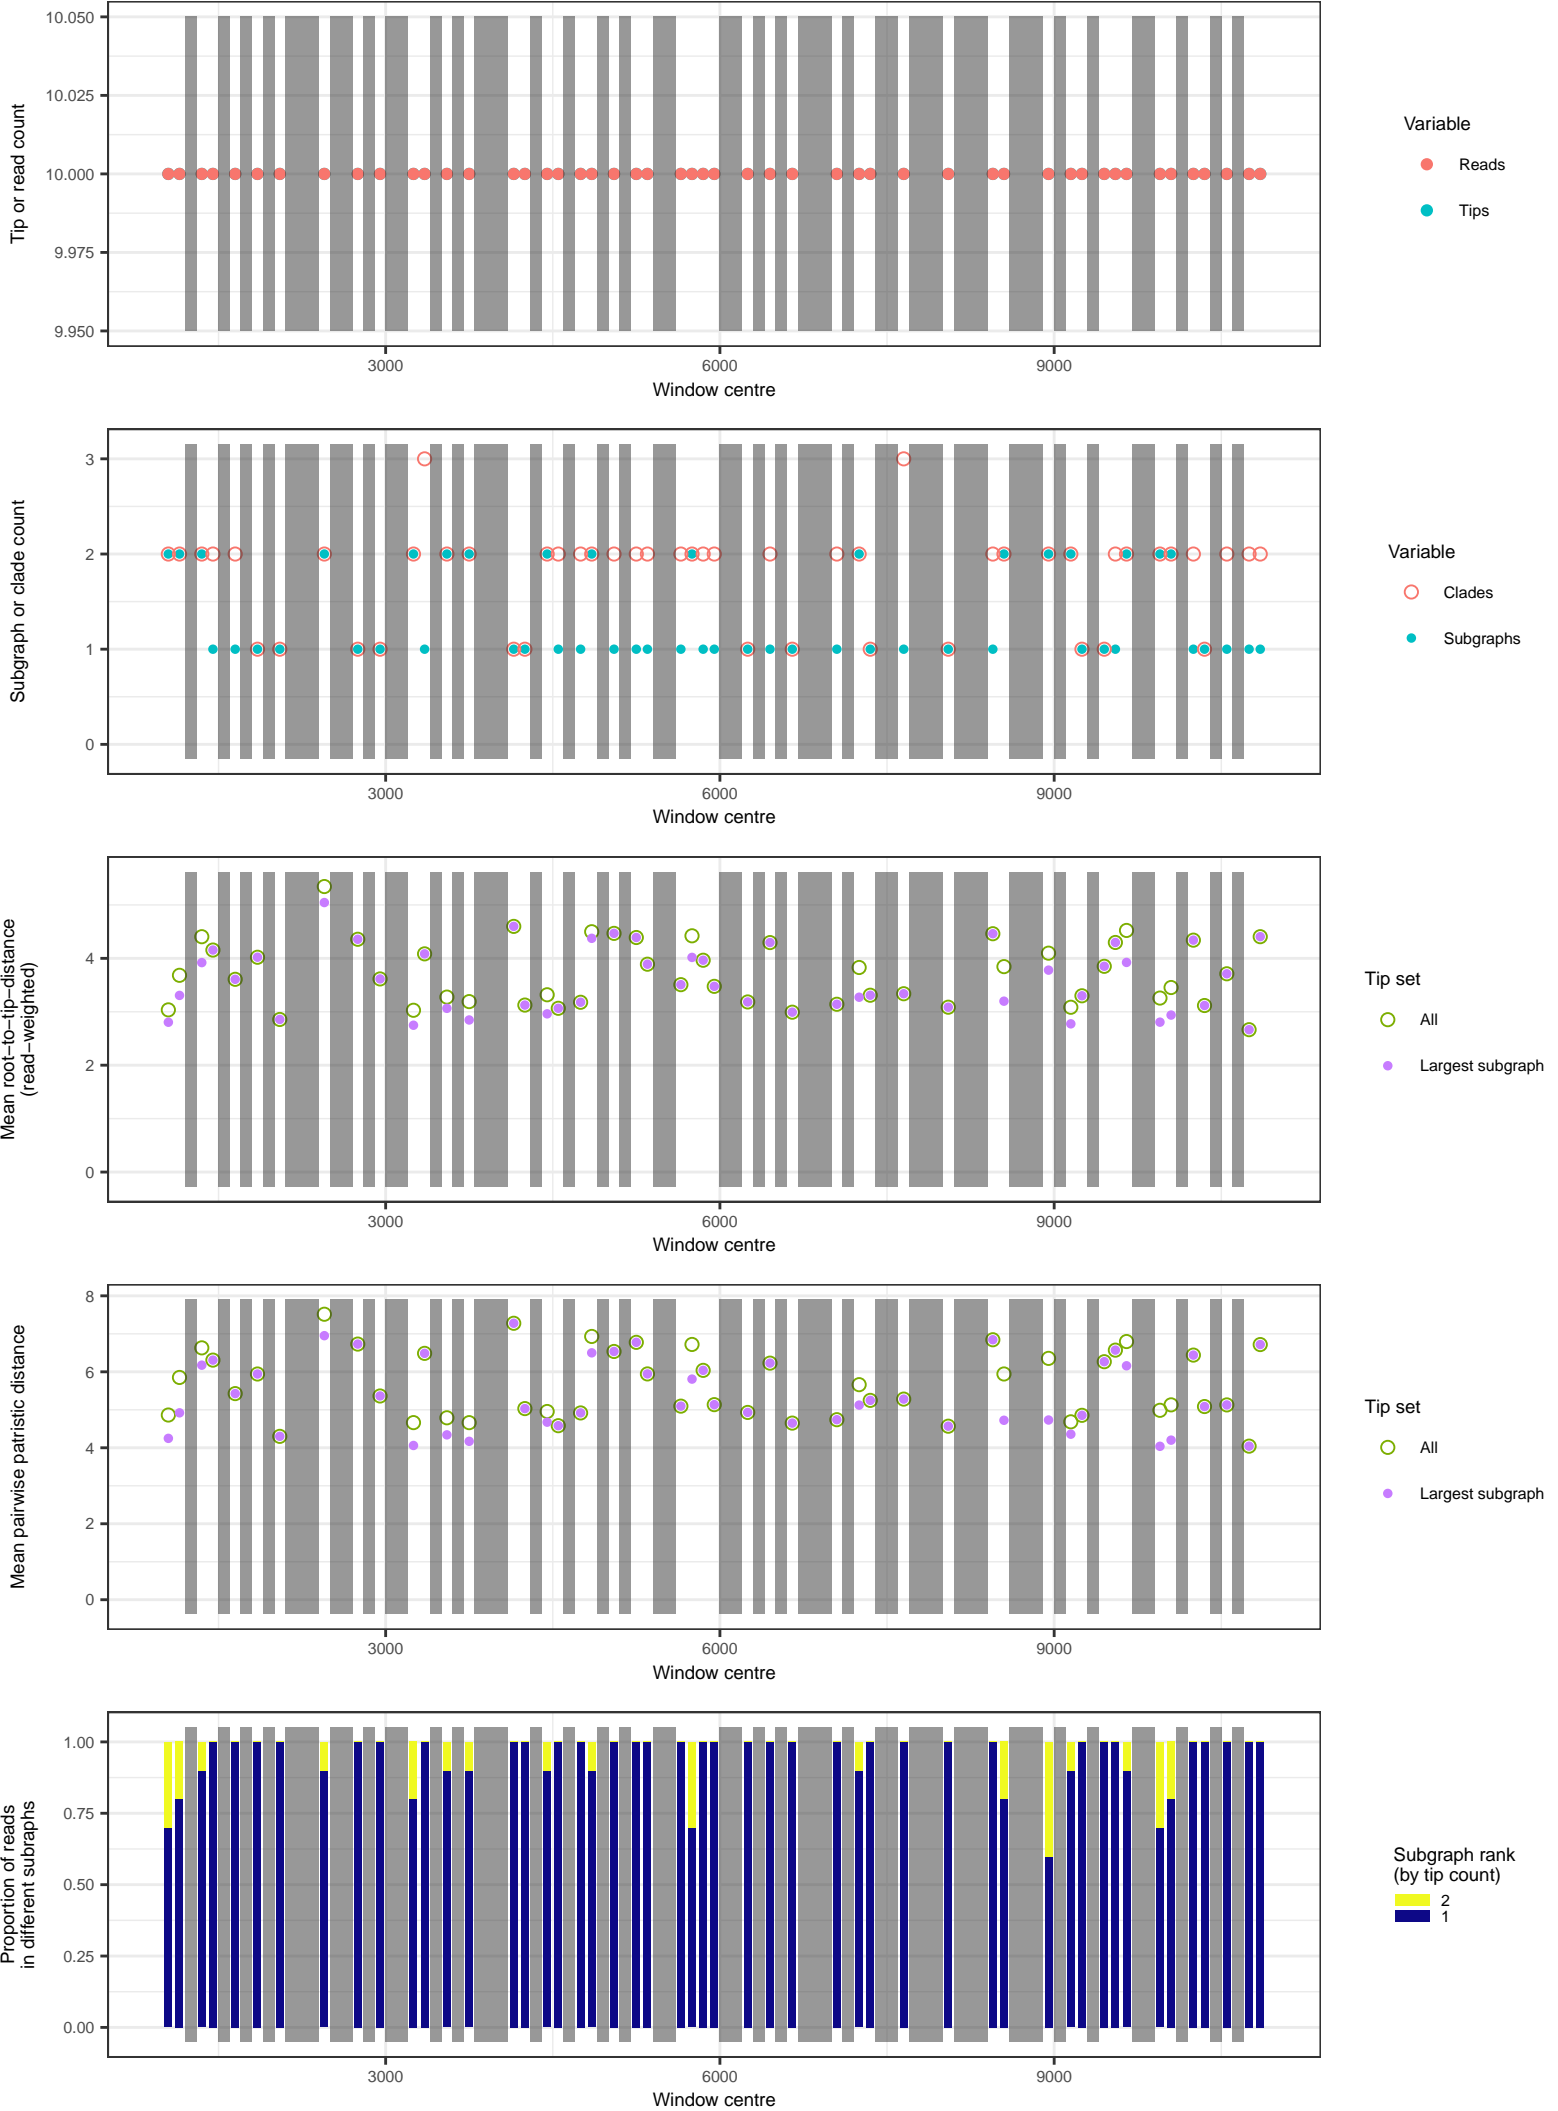 10.050
10.025
10.000
9.975
9.950
Tip or read count
3000
6000
9000
Window centre
Variable
Reads
Tips
3
2
1
0
Subgraph or clade count
3000
6000
9000
Window centre
Variable
Clades
Subgraphs
4
2
0
Mean root−to−tip−distance
(read−weighted)
3000
6000
9000
Window centre
Tip set
All
Largest subgraph
8
6
4
2
0
Mean pairwise patristic distance
3000
6000
9000
Window centre
Tip set
All
Largest subgraph
1.00
0.75
0.50
0.25
0.00
Proportion of reads
in different subraphs
3000
6000
9000
Window centre
Subgraph rank
(by tip count)
2
1